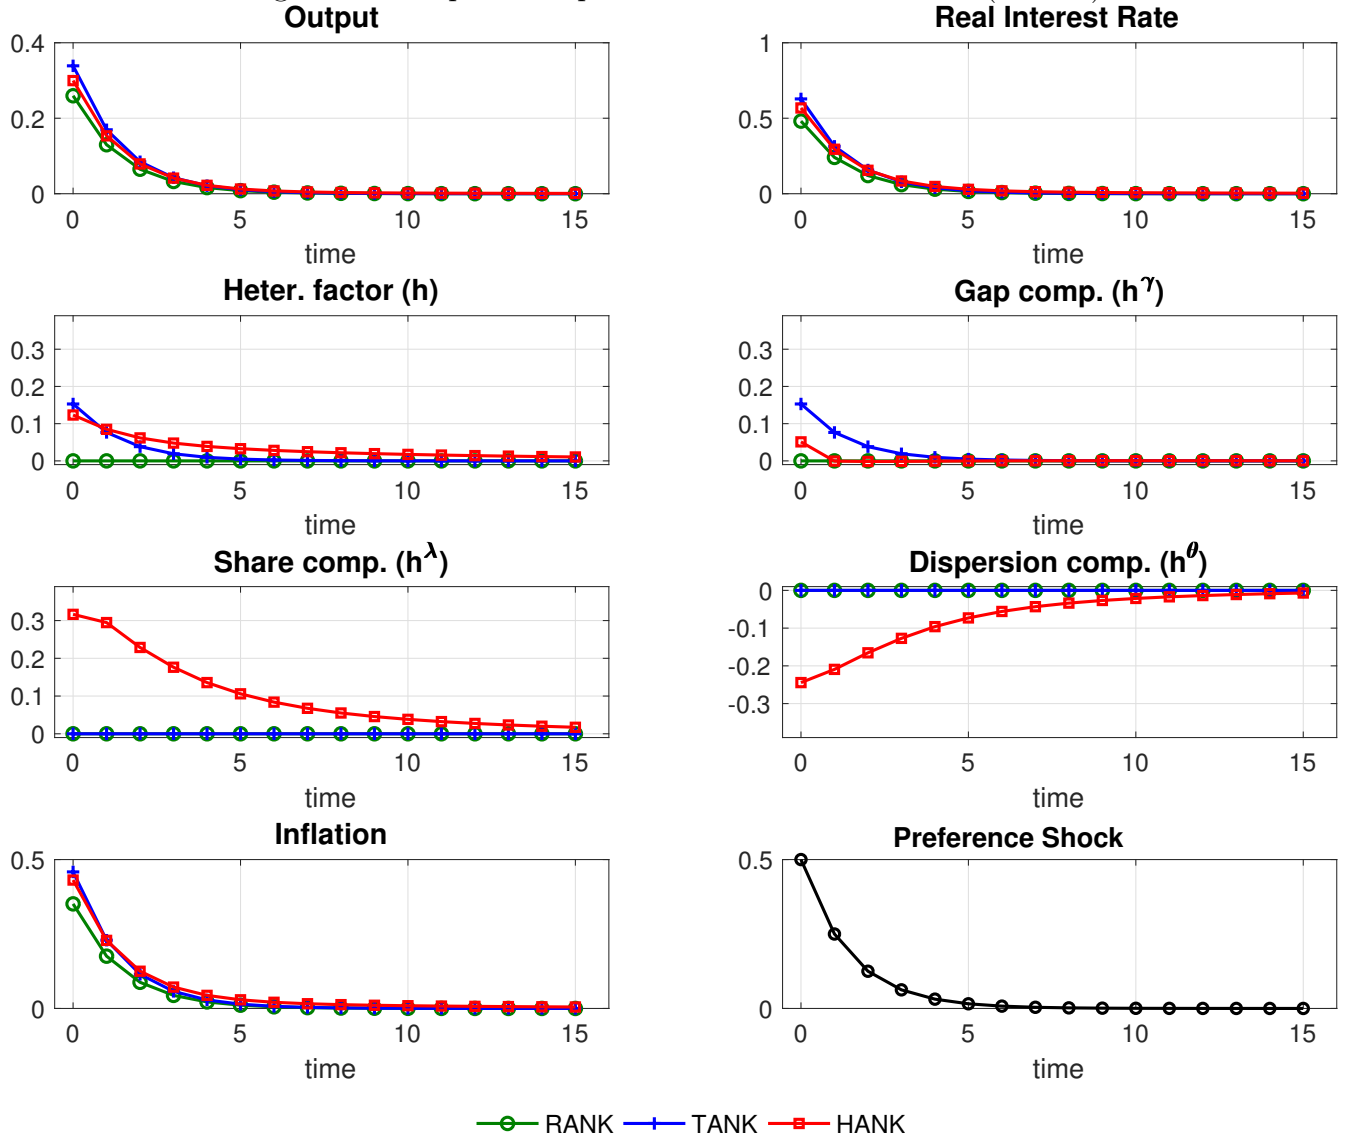 Output
0.4
0.2
0
0 5 10 15
time
Real Interest Rate
1
0.5
0
0 5 10 15
time
Heter. factor (h)
0.3
0.2
0.1
0
0 5 10 15
time
Gap comp. (h^γ)
0.3
0.2
0.1
0
0 5 10 15
time
Share comp. (h^λ)
0.3
0.2
0.1
0
0 5 10 15
time
Dispersion comp. (h^θ)
0
-0.1
-0.2
-0.3
0 5 10 15
time
Inflation
0.5
0
0 5 10 15
time
Preference Shock
0.5
0
0 5 10 15
time
RANK TANK HANK